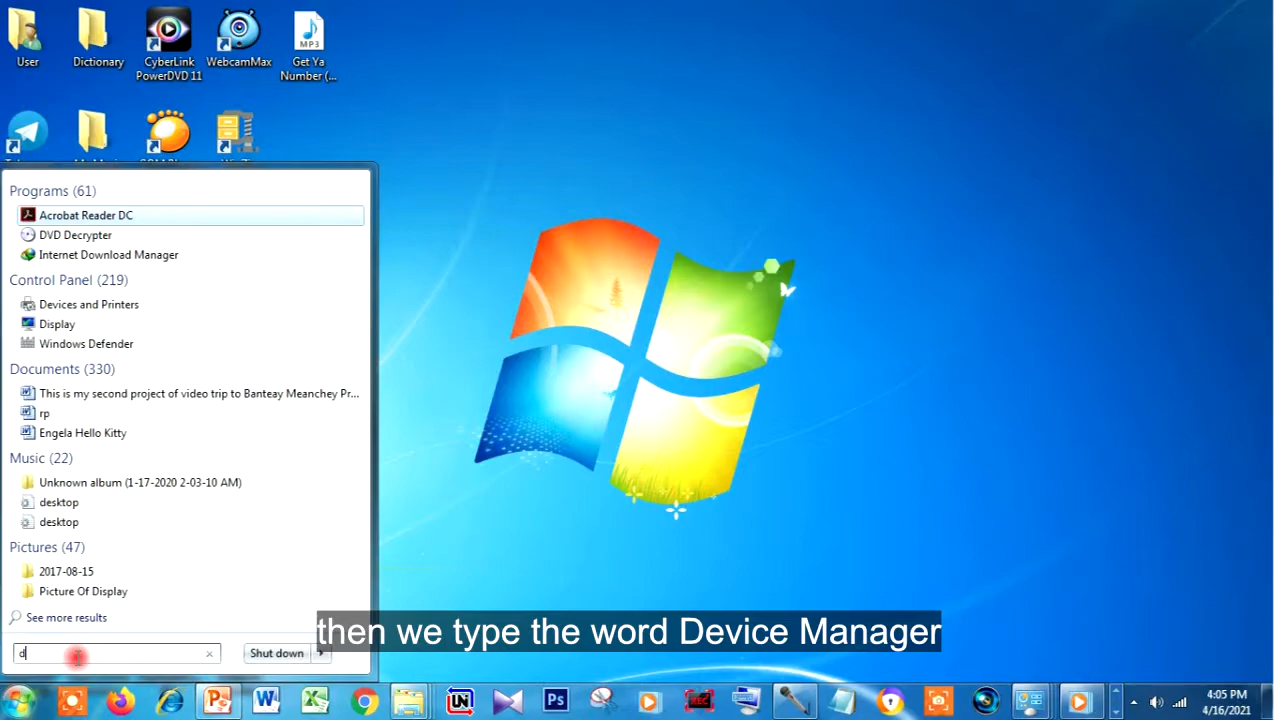 User
Dictionary
CyberLink
PowerDVD 11
WebcamMax
MP3
Get Ya
Number (...
Programs (61)
Acrobat Reader DC
DVD Decrypter
Internet Download Manager
Control Panel (219)
Devices and Printers
Display
Windows Defender
Documents (330)
This is my second project of video trip to Banteay Meanchey Pr...
rp
Engela Hello Kitty
Music (22)
Unknown album (1-17-2020 2-03-10 AM)
desktop
desktop
Pictures (47)
2017-08-15
Picture Of Display
See more results
then we type the word Device Manager
d
Shut down
UN
Ps
REC
4:05 PM
4/16/2021